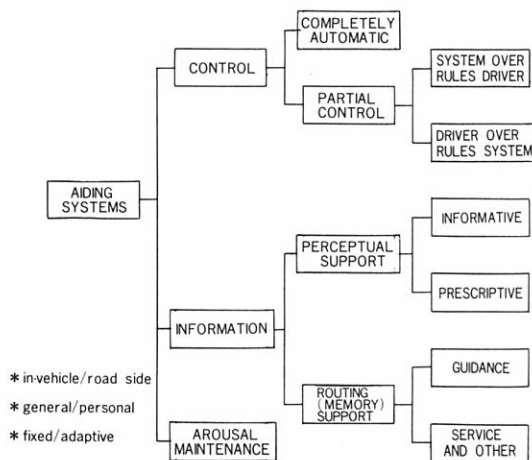 COMPLETELY
AUTOMATIC
CONTROL
SYSTEM OVER
RULES DRIVER
PARTIAL
CONTROL
DRIVER OVER
RULES SYSTEM
AIDING
SYSTEMS
INFORMATIVE
PERCEPTUAL
SUPPORT
PRESCRIPTIVE
INFORMATION
GUIDANCE
ROUTING
(MEMORY)
SUPPORT
SERVICE
AND OTHER
AROUSAL
MAINTENANCE
* in-vehicle/road side
* general/personal
* fixed/adaptive